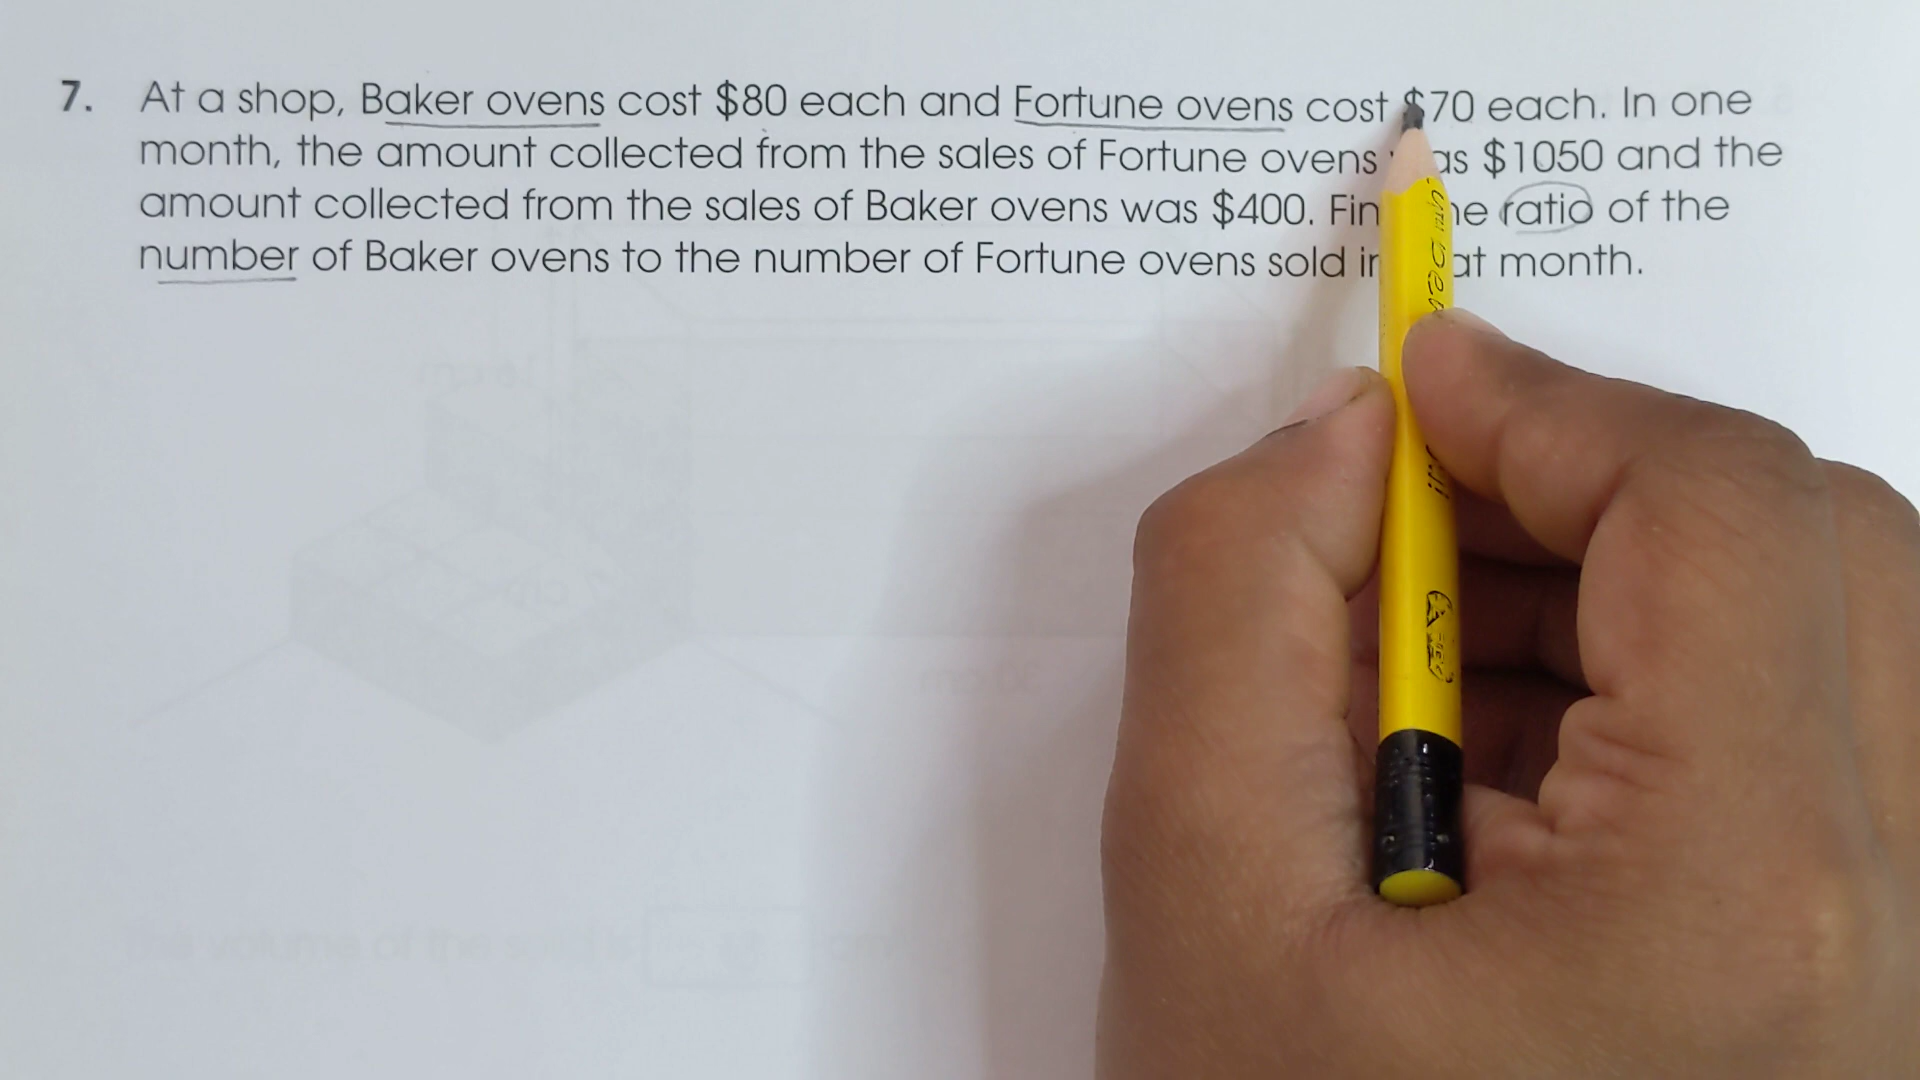 7. At a shop, Baker ovens cost $80 each and Fortune ovens cost $70 each. In one
month, the amount collected from the sales of Fortune ovens as $1050 and the
amount collected from the sales of Baker ovens was $400. Fin he ratio of the
number of Baker ovens to the number of Fortune ovens sold in at month.